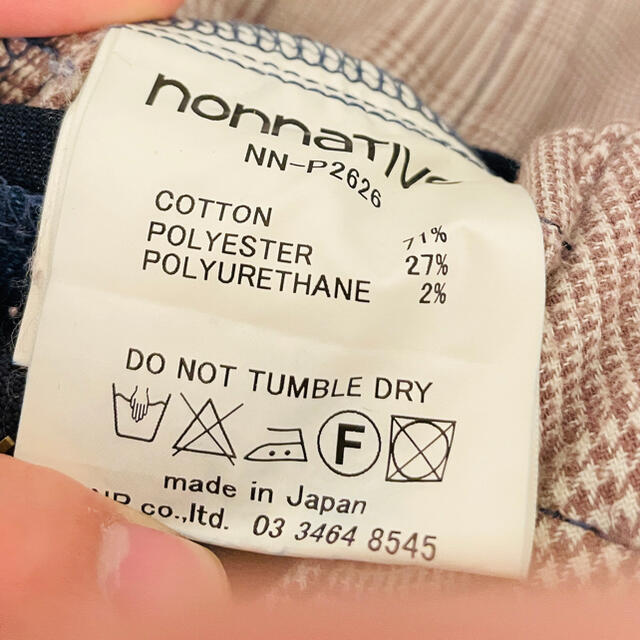 nonnative
NN-P2626
COTTON 71%
POLYESTER 27%
POLYURETHANE 2%
DO NOT TUMBLE DRY
F
made in Japan
co.,ltd. 03 3464 8545